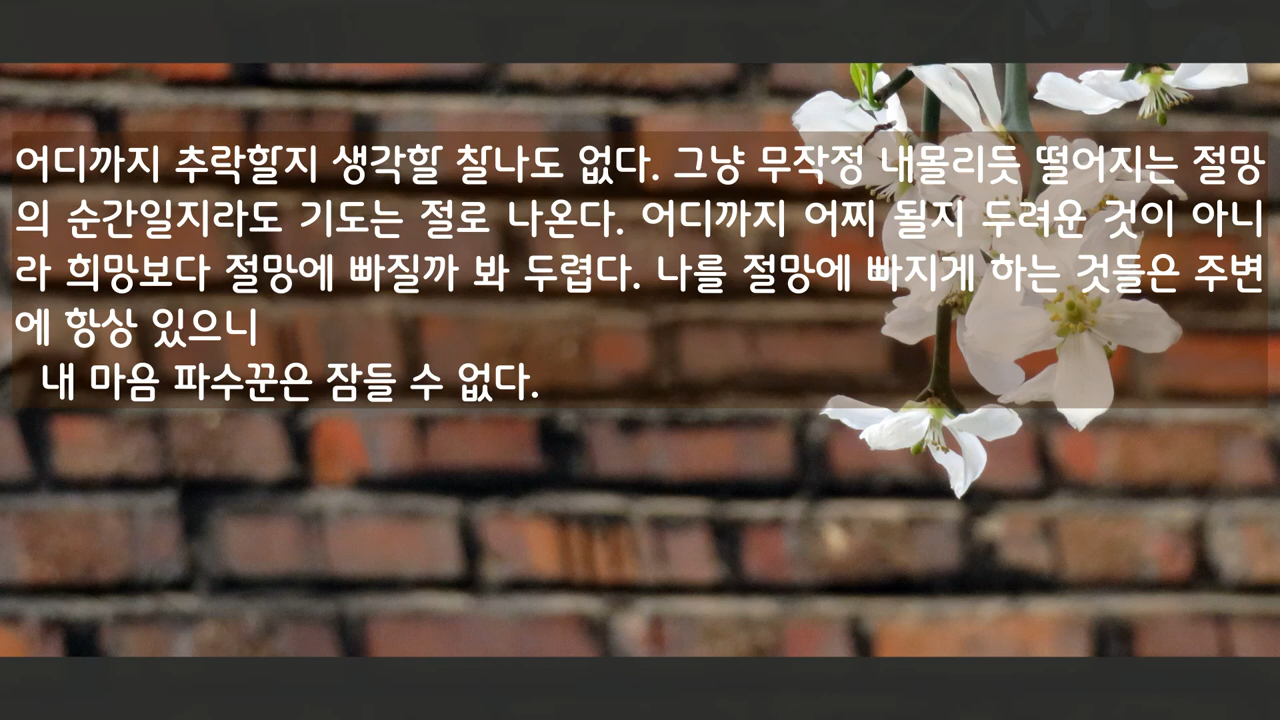 어디까지 추락할지 생각할 찰나도 없다. 그냥 무작정 내몰리듯 떨어지는 절망
의 순간일지라도 기도는 절로 나온다. 어디까지 어찌 될지 두려운 것이 아니
라 희망보다 절망에 빠질까 봐 두렵다. 나를 절망에 빠지게 하는 것들은 주변
에 항상 있으니
내 마음 파수꾼은 잠들 수 없다.